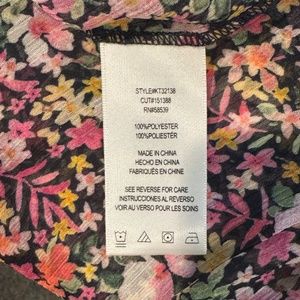 STYLE#KT32138
CUT#151388
RN#58539
100%POLYESTER
100%POLIESTÉR
MADE IN CHINA
HECHO EN CHINA
FABRIQUÉS EN CHINE
SEE REVERSE FOR CARE
INSTRUCCIONES AL REVERSO
VOIR AU VERSO POUR LES SOINS